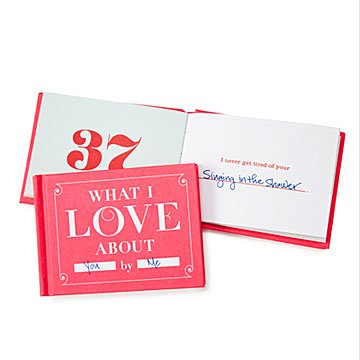 37
I never get tired of your
Singing in the shower
WHAT I
LOVE
ABOUT
You by Me